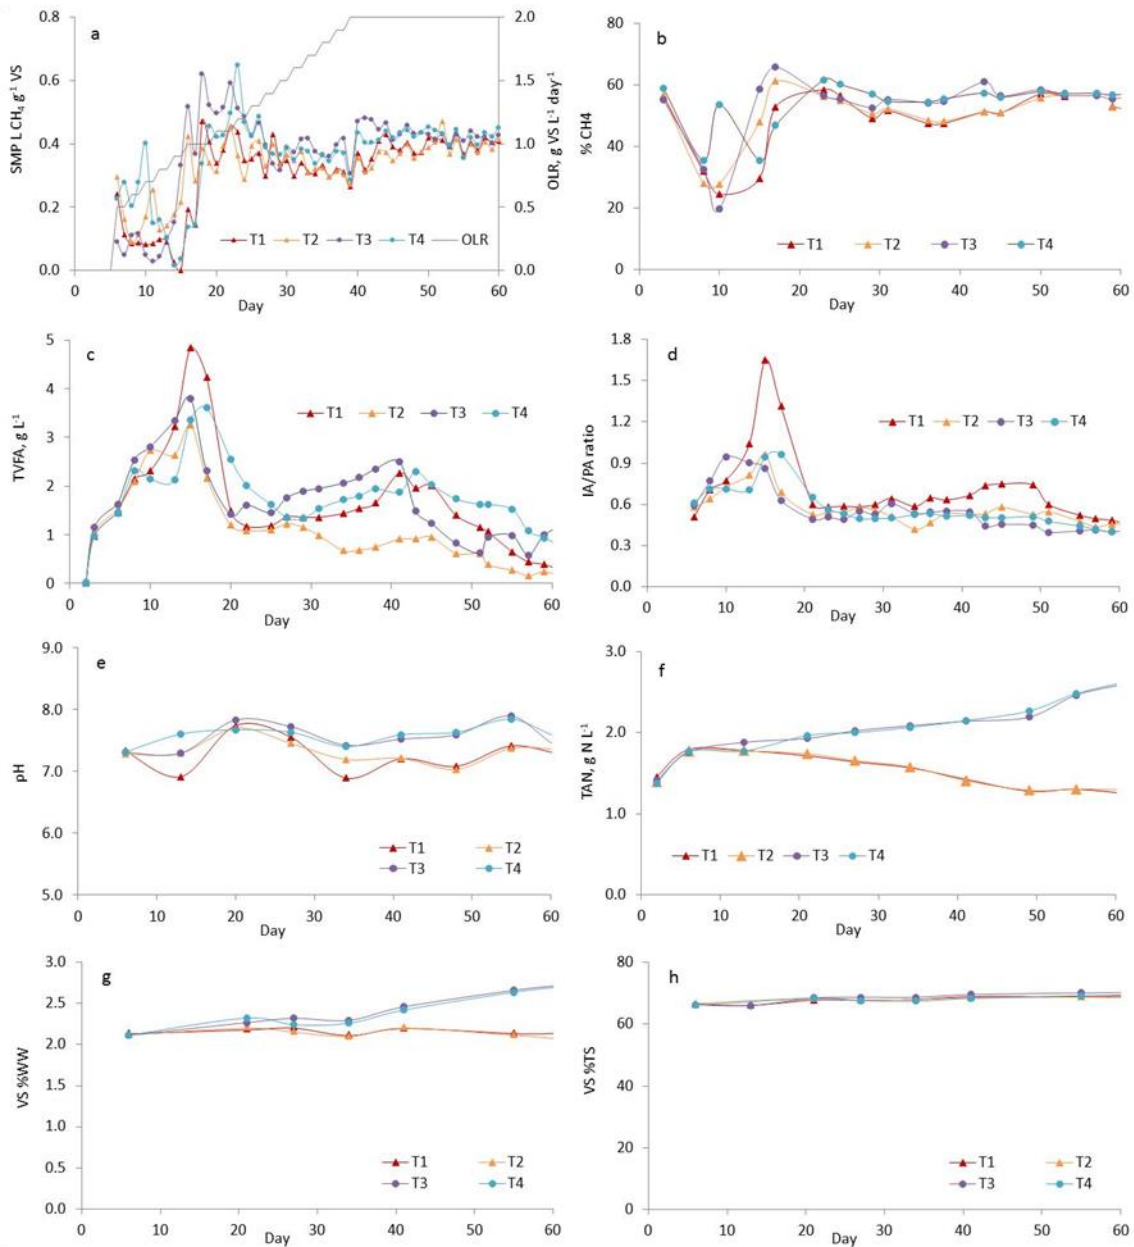 a
SMP L CH₄ g⁻¹ VS
0.8
0.6
0.4
0.2
0.0
2.0
1.5
1.0
0.5
0.0
OLR, g VS L⁻¹ day⁻¹
T1 T2 T3 T4 OLR
0 10 20 30 40 50 60
Day
b
% CH4
80
60
40
20
0
T1 T2 T3 T4
0 10 20 30 40 50 60
Day
c
TVFA, g L⁻¹
5
4
3
2
1
0
T1 T2 T3 T4
0 10 20 30 40 50 60
Day
d
IA/PA ratio
1.8
1.5
1.2
0.9
0.6
0.3
0.0
T1 T2 T3 T4
0 10 20 30 40 50 60
Day
e
pH
9.0
8.0
7.0
6.0
5.0
T1 T2
T3 T4
0 10 20 30 40 50 60
Day
f
TAN, g N L⁻¹
3.0
2.0
1.0
0.0
T1 T2 T3 T4
0 10 20 30 40 50 60
Day
g
VS %WW
3.0
2.5
2.0
1.5
1.0
0.5
0.0
T1 T2
T3 T4
0 10 20 30 40 50 60
Day
h
VS %TS
80
60
40
20
0
T1 T2
T3 T4
0 10 20 30 40 50 60
Day